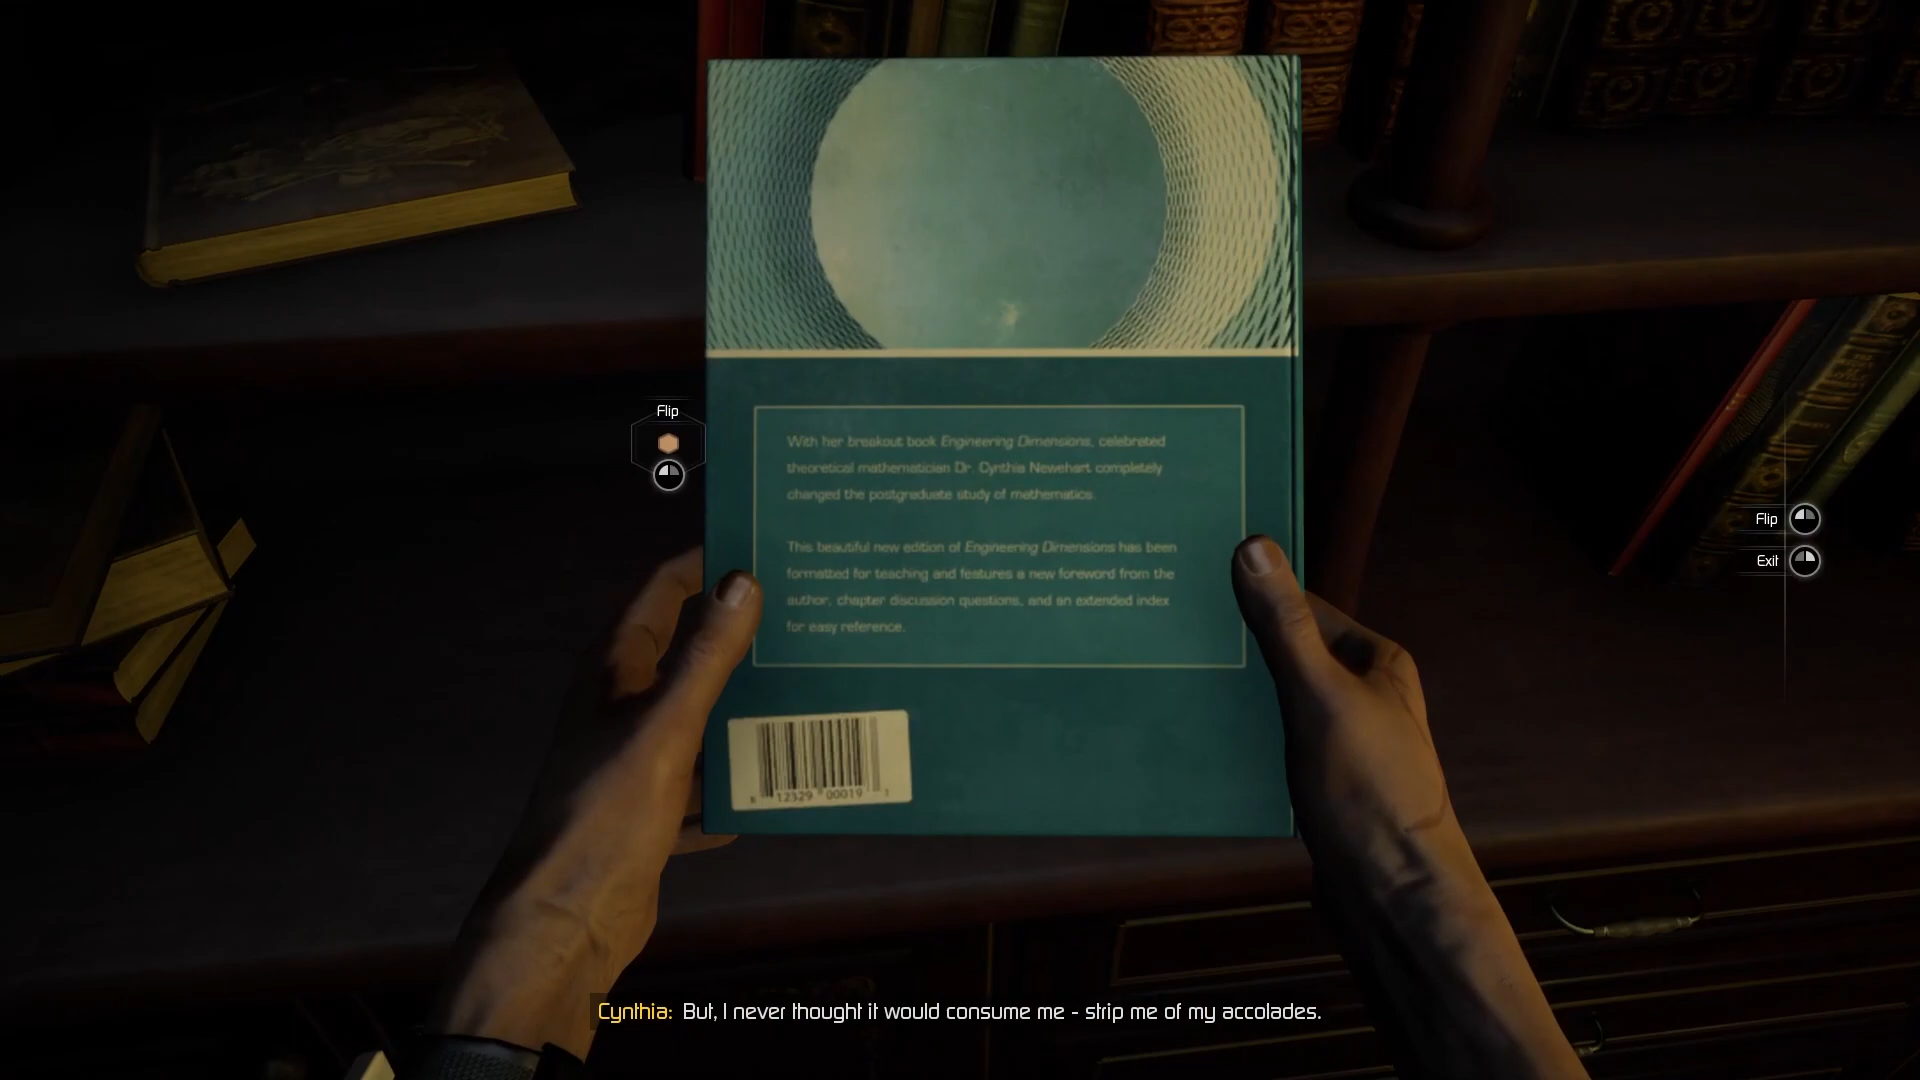 Flip
With her breakout book Engineering Dimensions, celebrated
theoretical mathematician Dr. Cynthia Newehart completely
changed the postgraduate study of mathematics.
This beautiful new edition of Engineering Dimensions has been
formatted for teaching and features a new foreword from the
author, chapter discussion questions, and an extended index
for easy reference.
Flip
Exit
12329 00019
Cynthia: But, I never thought it would consume me - strip me of my accolades.